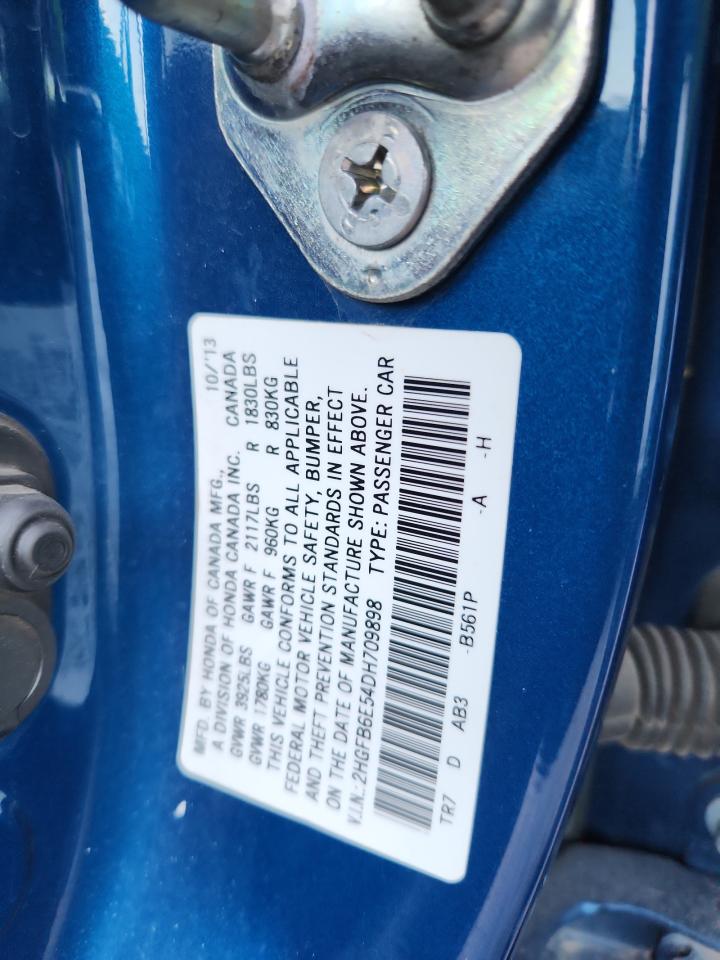 MFD. BY HONDA OF CANADA MFG., 10/'13
A DIVISION OF HONDA CANADA INC. CANADA
GVWR 3925LBS GAWR F 2117LBS R 1830LBS
GVWR 1780KG GAWR F 960KG R 830KG
THIS VEHICLE CONFORMS TO ALL APPLICABLE
FEDERAL MOTOR VEHICLE SAFETY, BUMPER,
AND THEFT PREVENTION STANDARDS IN EFFECT
ON THE DATE OF MANUFACTURE SHOWN ABOVE.
V.I.N.:2HGFB6E54DH709898 TYPE: PASSENGER CAR
TR7 D AB3 -B561P -A -H